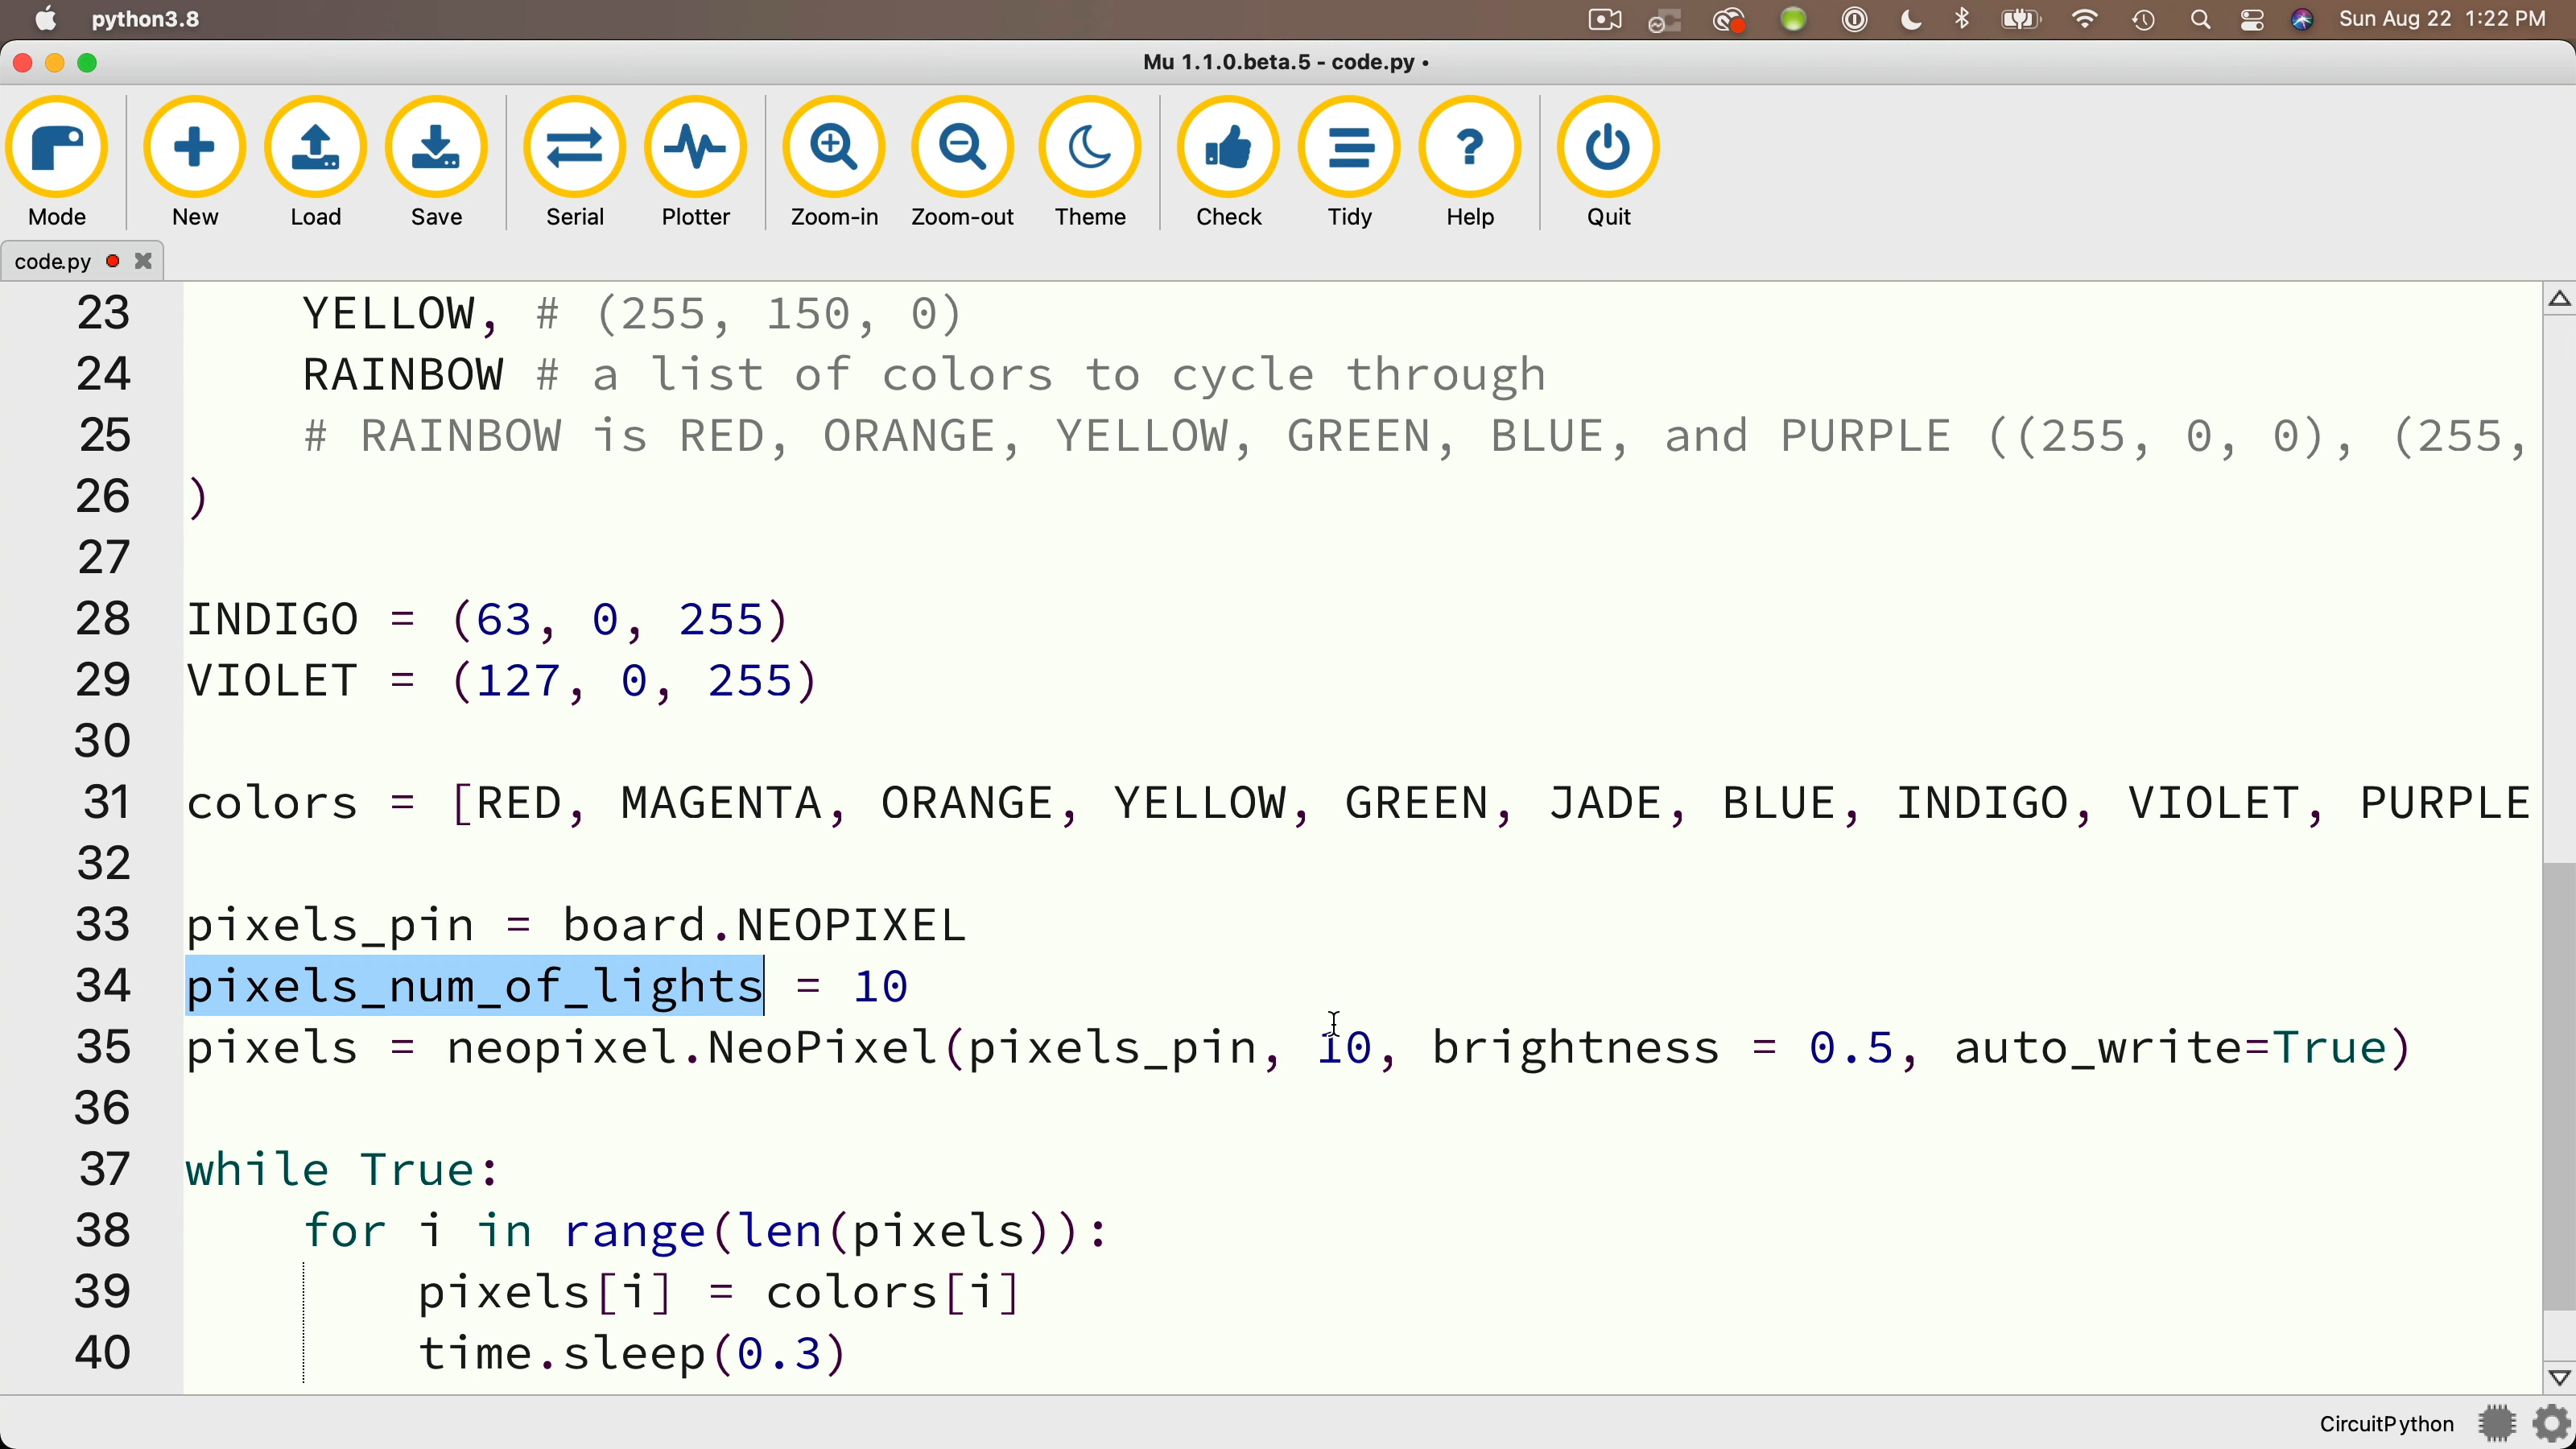 python3.8
Sun Aug 22 1:22 PM
Mu 1.1.0.beta.5 - code.py •
Mode New Load Save Serial Plotter Zoom-in Zoom-out Theme Check Tidy Help Quit
code.py
23 YELLOW, # (255, 150, 0)
24 RAINBOW # a list of colors to cycle through
25 # RAINBOW is RED, ORANGE, YELLOW, GREEN, BLUE, and PURPLE ((255, 0, 0), (255,
26 )
27
28 INDIGO = (63, 0, 255)
29 VIOLET = (127, 0, 255)
30
31 colors = [RED, MAGENTA, ORANGE, YELLOW, GREEN, JADE, BLUE, INDIGO, VIOLET, PURPLE
32
33 pixels_pin = board.NEOPIXEL
34 pixels_num_of_lights = 10
35 pixels = neopixel.NeoPixel(pixels_pin, 10, brightness = 0.5, auto_write=True)
36
37 while True:
38 for i in range(len(pixels)):
39 pixels[i] = colors[i]
40 time.sleep(0.3)
CircuitPython